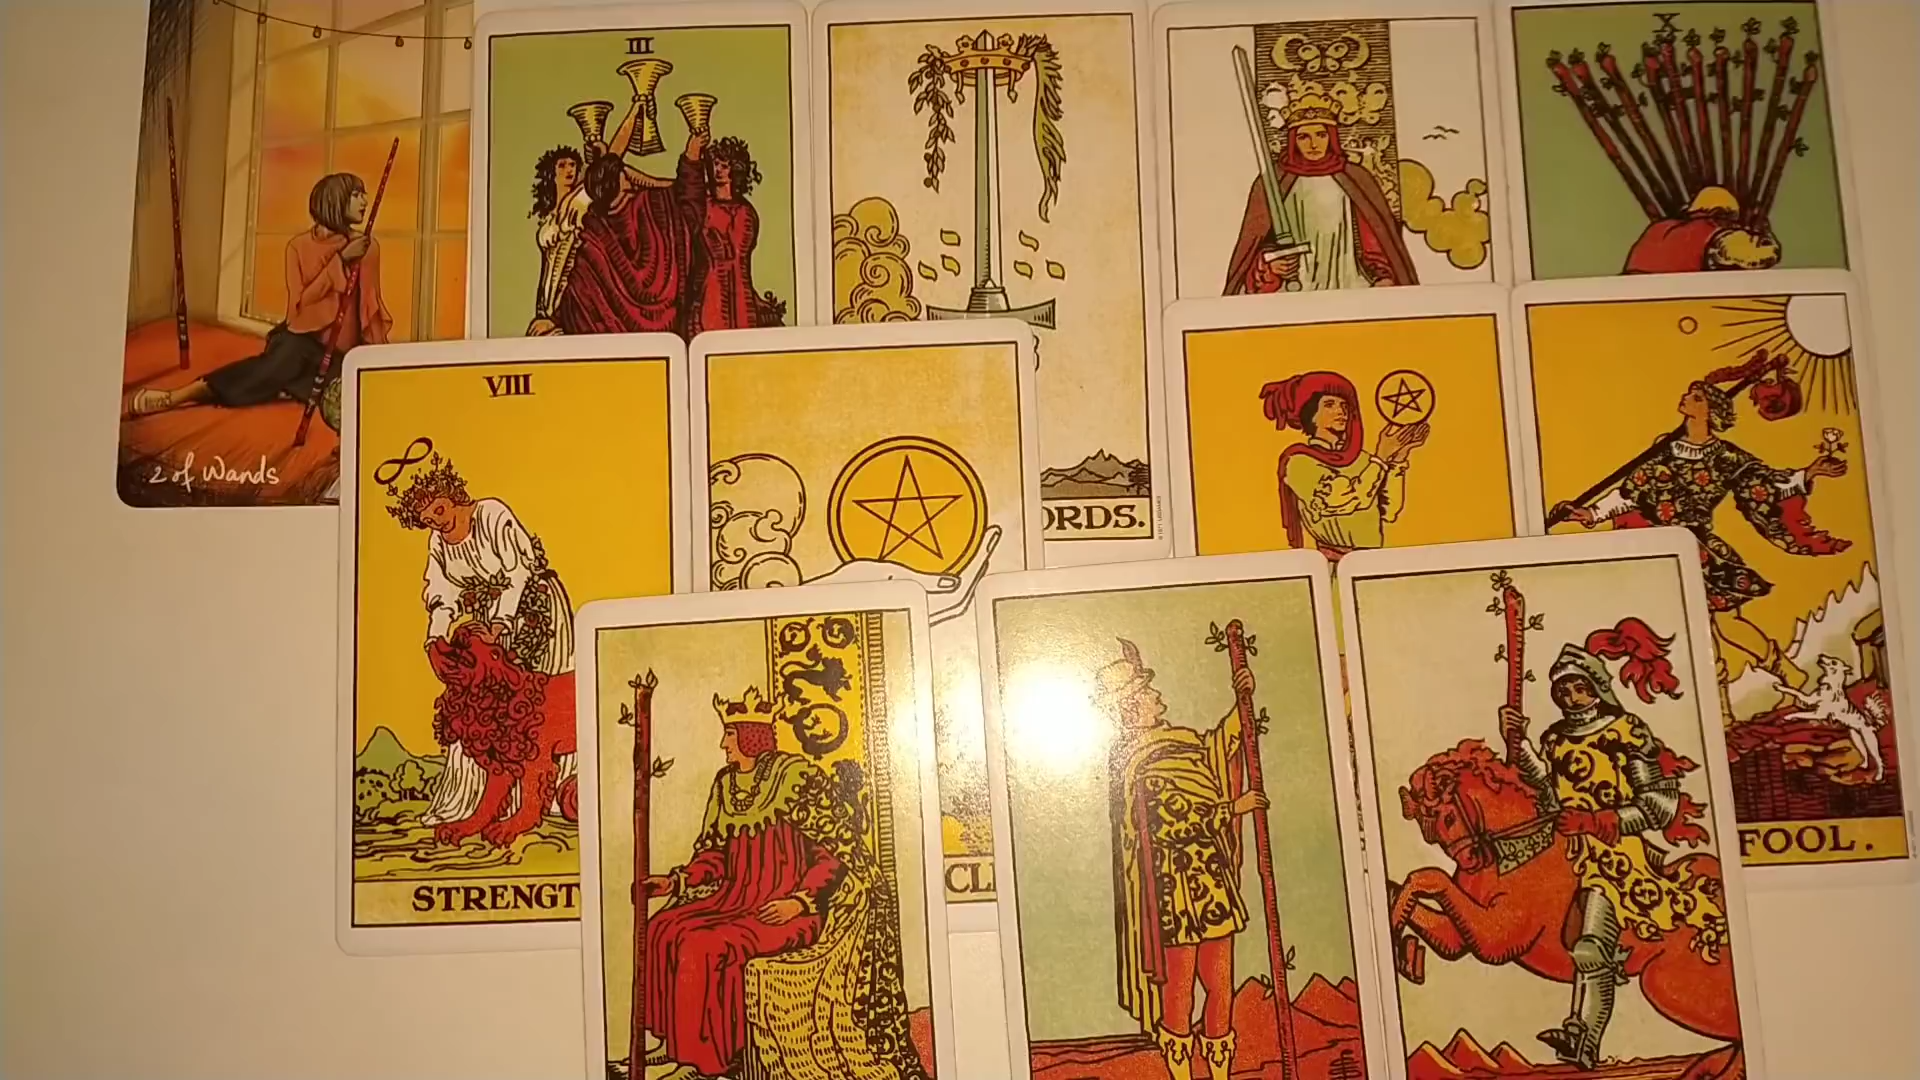 III
X
2 of Wands
VIII
ORDS.
STRENGT
CL
FOOL.